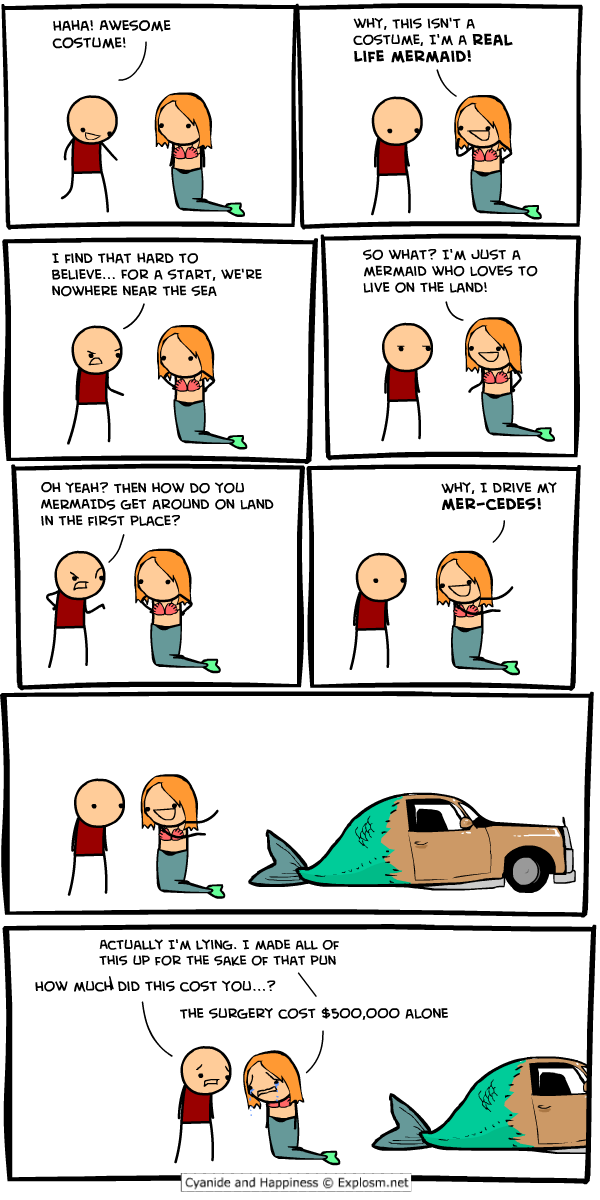 HAHA! AWESOME
COSTUME!
WHY, THIS ISN'T A
COSTUME, I'M A REAL
LIFE MERMAID!
I FIND THAT HARD TO
BELIEVE... FOR A START, WE'RE
NOWHERE NEAR THE SEA
SO WHAT? I'M JUST A
MERMAID WHO LOVES TO
LIVE ON THE LAND!
OH YEAH? THEN HOW DO YOU
MERMAIDS GET AROUND ON LAND
IN THE FIRST PLACE?
WHY, I DRIVE MY
MER-CEDES!
ACTUALLY I'M LYING. I MADE ALL OF
THIS UP FOR THE SAKE OF THAT PUN
HOW MUCH DID THIS COST YOU...?
THE SURGERY COST $500,000 ALONE
Cyanide and Happiness © Explosm.net